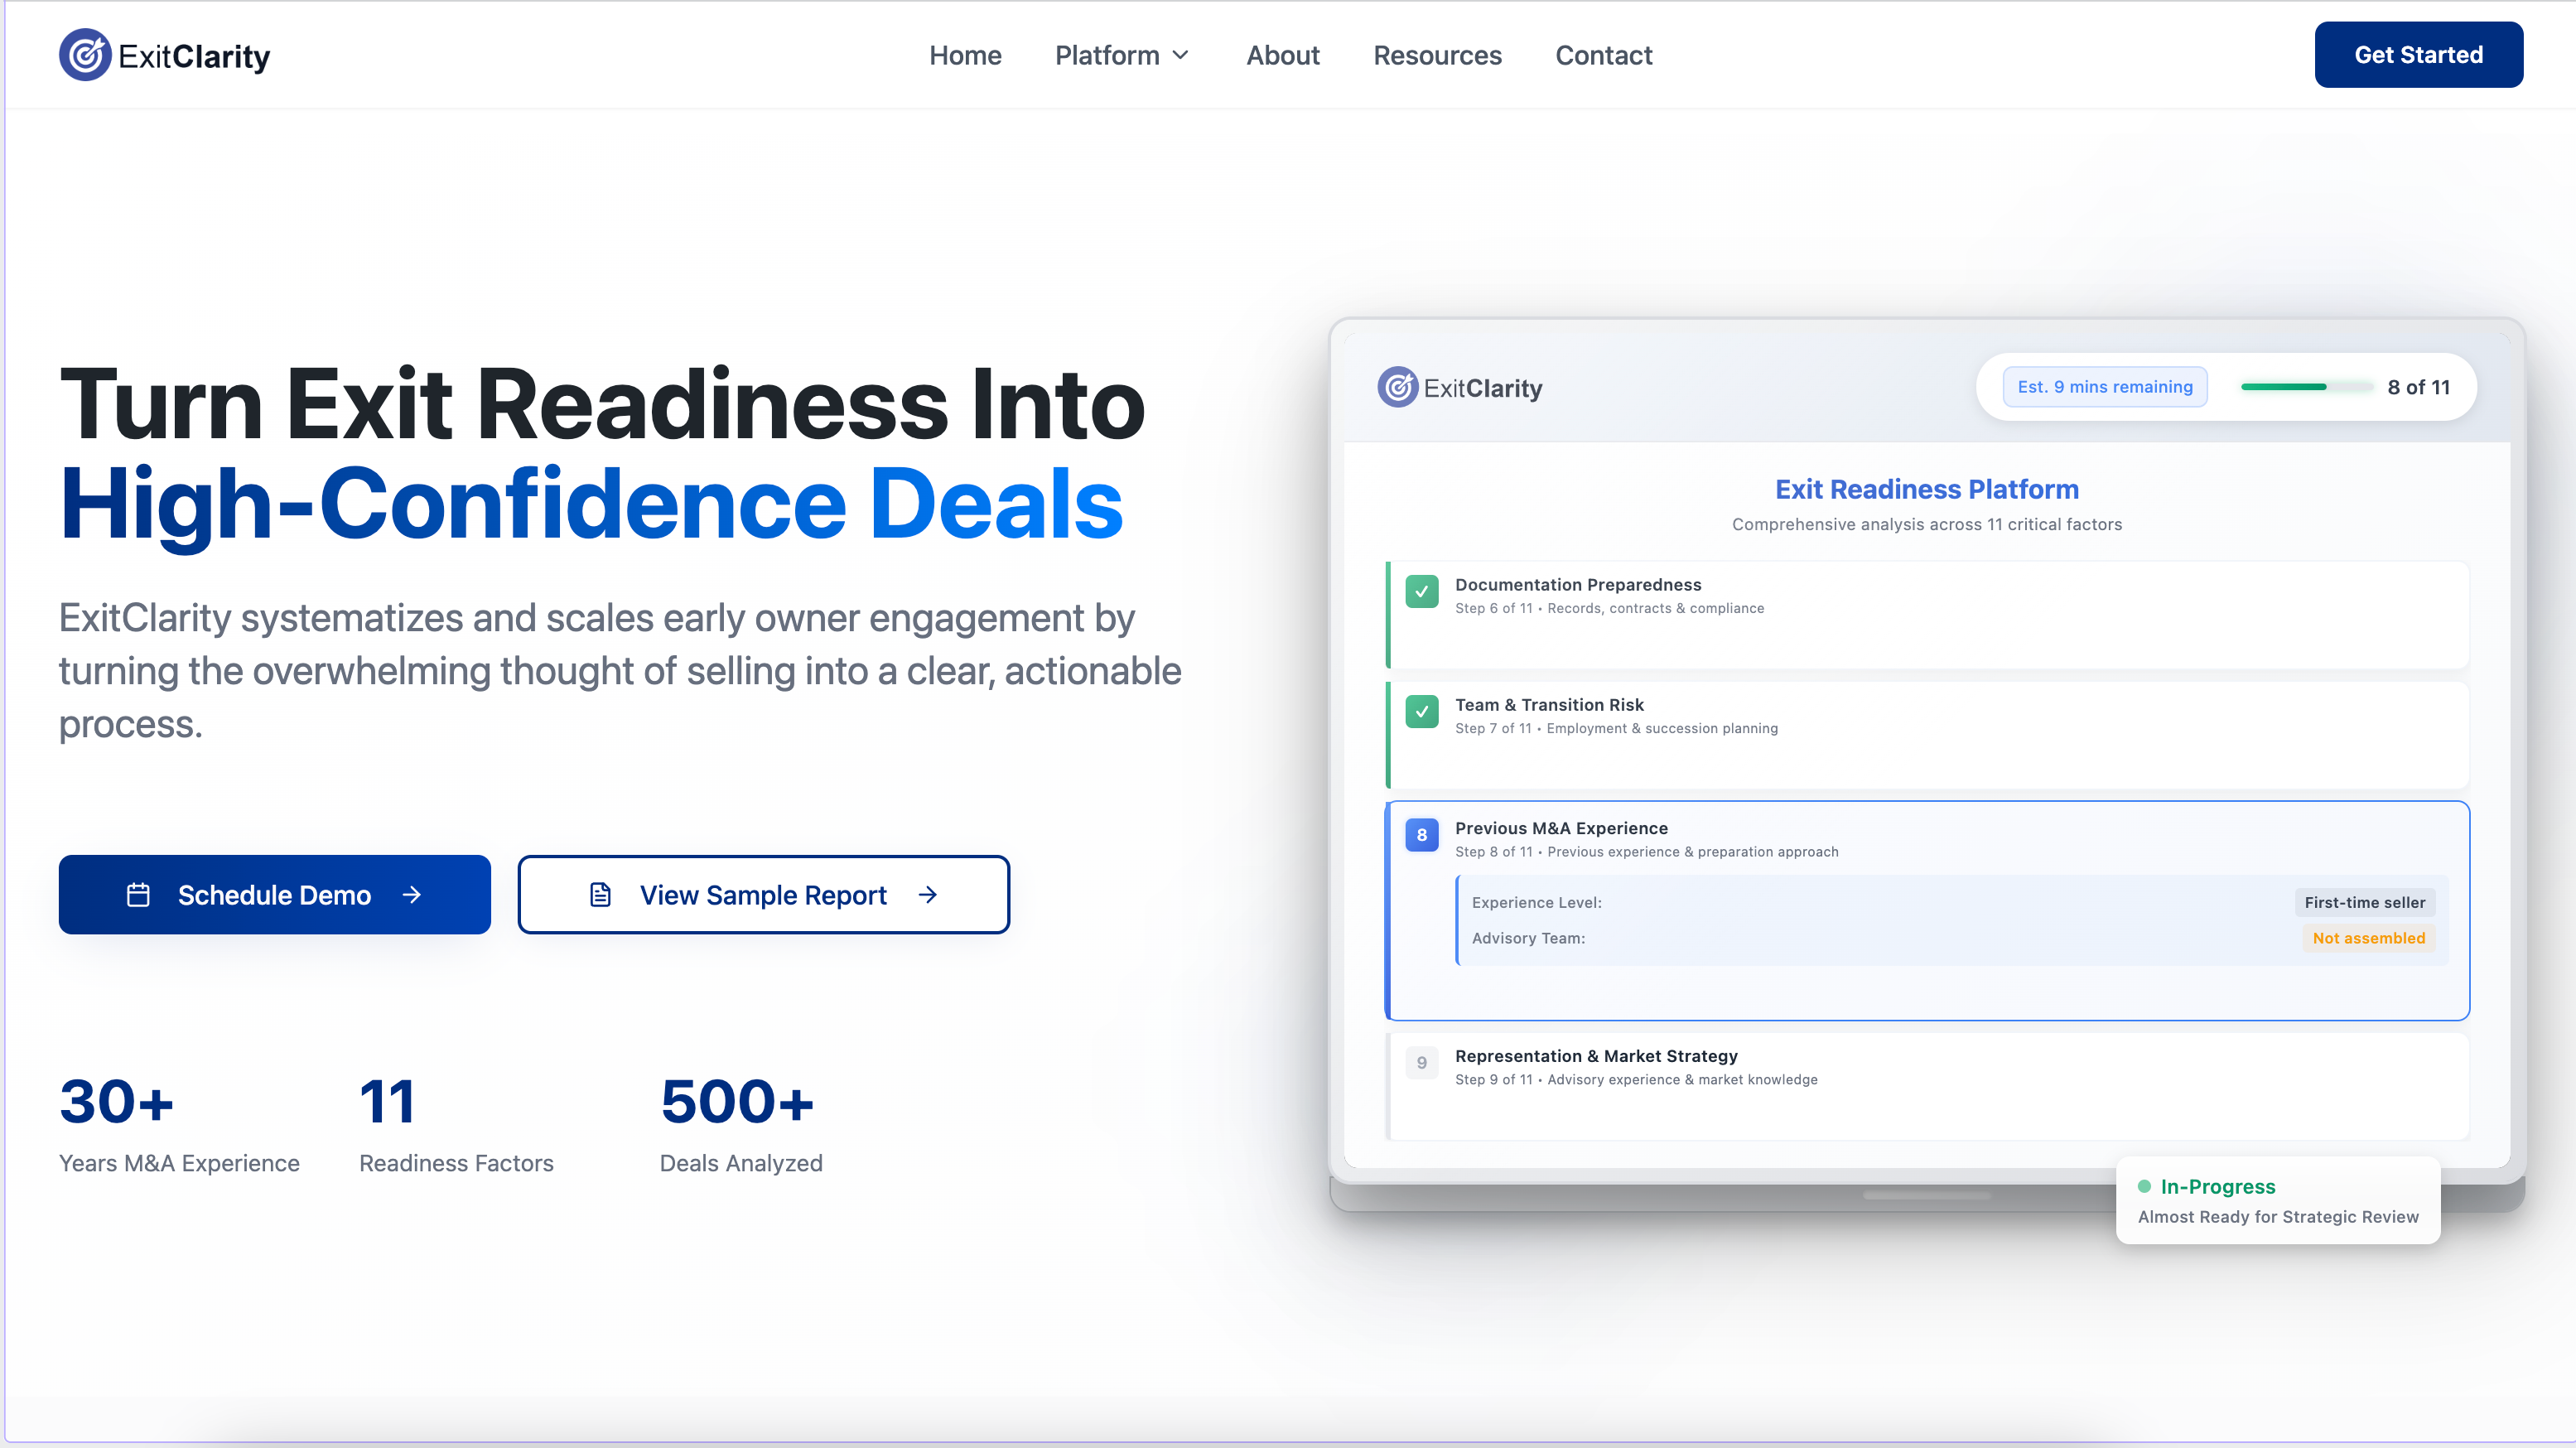 ExitClarity
Home
Platform
About
Resources
Contact
Get Started
Turn Exit Readiness Into
High-Confidence Deals
ExitClarity systematizes and scales early owner engagement by
turning the overwhelming thought of selling into a clear, actionable
process.
Schedule Demo
View Sample Report
30+
Years M&A Experience
11
Readiness Factors
500+
Deals Analyzed
ExitClarity
Est. 9 mins remaining
8 of 11
Exit Readiness Platform
Comprehensive analysis across 11 critical factors
Documentation Preparedness
Step 6 of 11 • Records, contracts & compliance
Team & Transition Risk
Step 7 of 11 • Employment & succession planning
8
Previous M&A Experience
Step 8 of 11 • Previous experience & preparation approach
Experience Level:
First-time seller
Advisory Team:
Not assembled
9
Representation & Market Strategy
Step 9 of 11 • Advisory experience & market knowledge
In-Progress
Almost Ready for Strategic Review